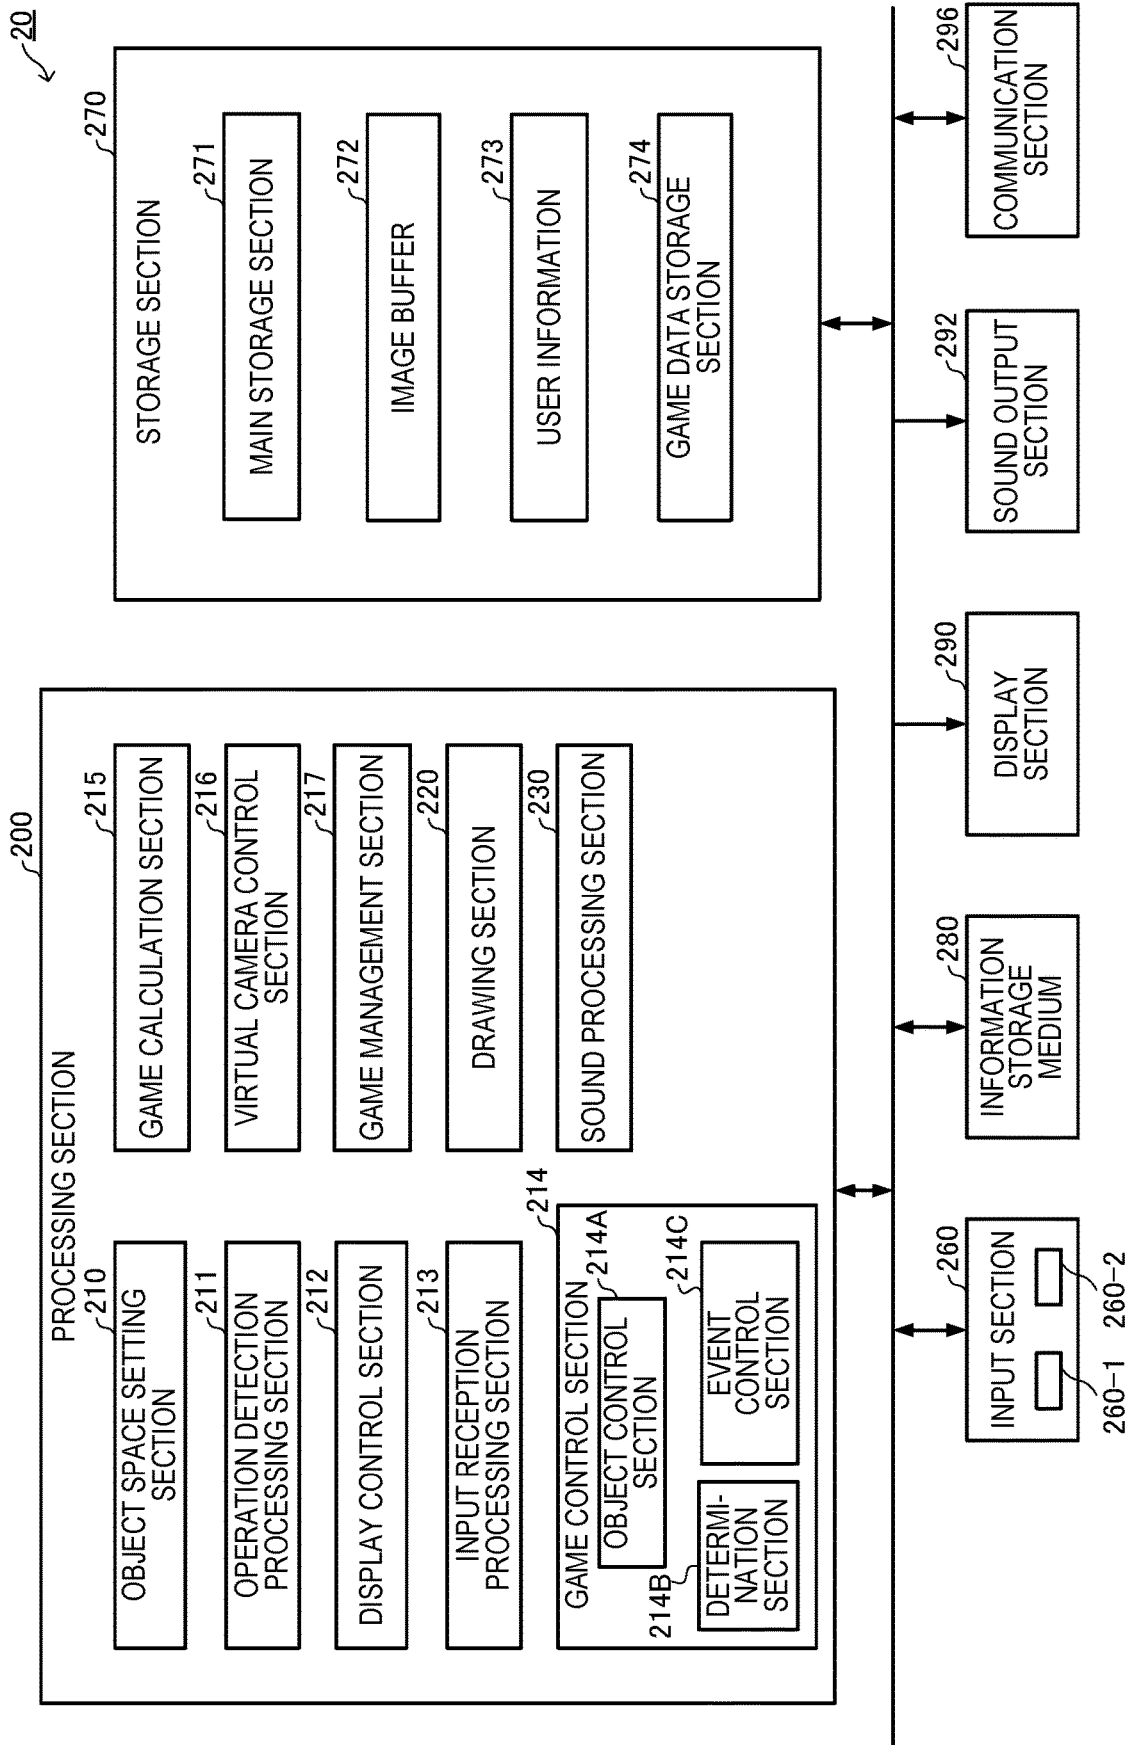 20
200
PROCESSING SECTION
210
OBJECT SPACE SETTING
SECTION
211
OPERATION DETECTION
PROCESSING SECTION
212
DISPLAY CONTROL SECTION
213
INPUT RECEPTION
PROCESSING SECTION
214
GAME CONTROL SECTION
214A
OBJECT CONTROL
SECTION
214B
DETERMI-
NATION
SECTION
214C
EVENT
CONTROL
SECTION
215
GAME CALCULATION SECTION
216
VIRTUAL CAMERA CONTROL
SECTION
217
GAME MANAGEMENT SECTION
220
DRAWING SECTION
230
SOUND PROCESSING SECTION
270
STORAGE SECTION
271
MAIN STORAGE SECTION
272
IMAGE BUFFER
273
USER INFORMATION
274
GAME DATA STORAGE
SECTION
260
INPUT SECTION
260-1
260-2
280
INFORMATION
STORAGE
MEDIUM
290
DISPLAY
SECTION
292
SOUND OUTPUT
SECTION
296
COMMUNICATION
SECTION